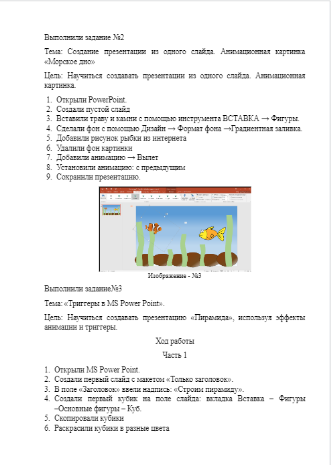 Выполнили задание №2
Тема: Создание презентации из одного слайда. Анимационная картинка
«Морское дно»
Цель: Научиться создавать презентации из одного слайда. Анимационная
картинка.
1. Открыли PowerPoint.
2. Создали пустой слайд
3. Вставили траву и камни с помощью инструмента ВСТАВКА → Фигуры.
4. Сделали фон с помощью Дизайн → Формат фона →Градиентная заливка.
5. Добавили рисунок рыбки из интернета
6. Удалили фон картинки
7. Добавили анимацию → Вылет
8. Установили анимацию: с предыдущим
9. Сохранили презентацию.
Изображение - №3
Выполнили задание№3
Тема: «Триггеры в MS Power Point».
Цель: Научиться создавать презентацию «Пирамида», используя эффекты
анимации и триггеры.
Ход работы
Часть 1
1. Открыли MS Power Point.
2. Создали первый слайд с макетом «Только заголовок».
3. В поле «Заголовок» ввели надпись: «Строим пирамиду».
4. Создали первый кубик на поле слайда: вкладка Вставка – Фигуры
–Основные фигуры – Куб.
5. Скопировали кубики
6. Раскрасили кубики в разные цвета